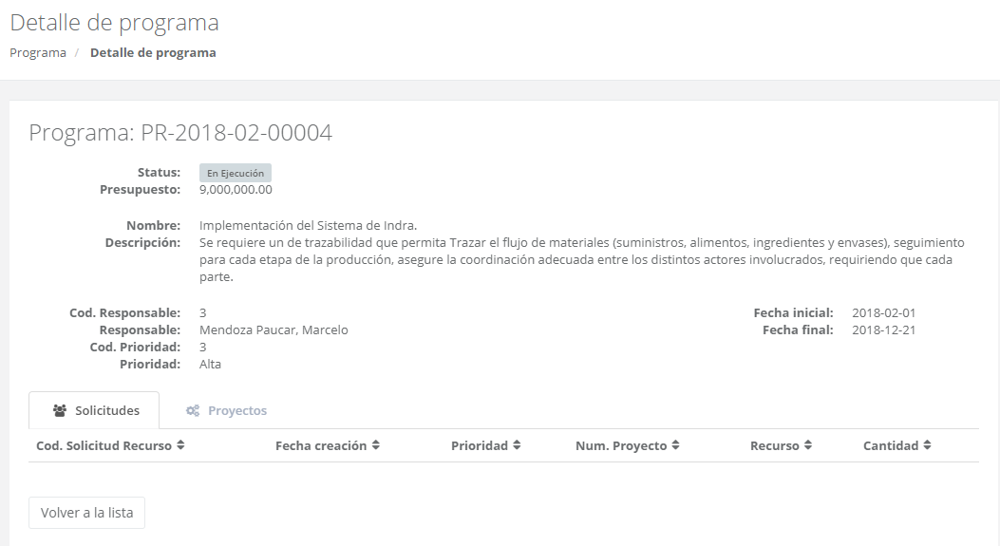 Detalle de programa
Programa / Detalle de programa
Programa: PR-2018-02-00004
Status: En Ejecución
Presupuesto: 9,000,000.00
Nombre: Implementación del Sistema de Indra.
Descripción: Se requiere un de trazabilidad que permita Trazar el flujo de materiales (suministros, alimentos, ingredientes y envases), seguimiento
para cada etapa de la producción, asegure la coordinación adecuada entre los distintos actores involucrados, requiriendo que cada
parte.
Cod. Responsable: 3 Fecha inicial: 2018-02-01
Responsable: Mendoza Paucar, Marcelo Fecha final: 2018-12-21
Cod. Prioridad: 3
Prioridad: Alta
Solicitudes Proyectos
Cod. Solicitud Recurso Fecha creación Prioridad Num. Proyecto Recurso Cantidad
Volver a la lista